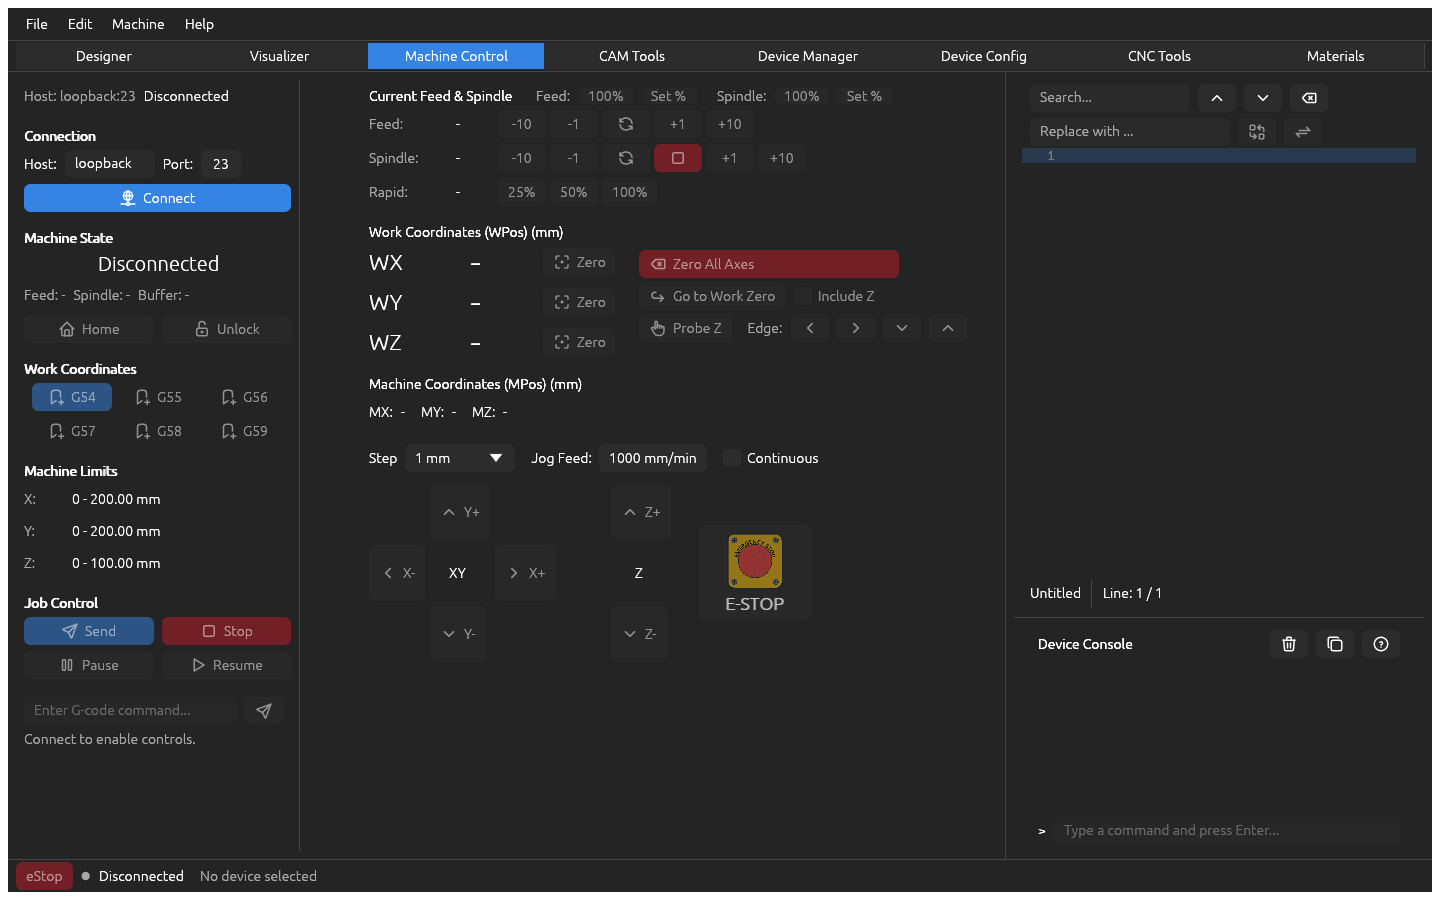 File Edit Machine Help
Designer Visualizer Machine Control CAM Tools Device Manager Device Config CNC Tools Materials
Host: loopback:23 Disconnected
Connection
Host: loopback Port: 23
Connect
Machine State
Disconnected
Feed: - Spindle: - Buffer: -
Home Unlock
Work Coordinates
G54 G55 G56
G57 G58 G59
Machine Limits
X: 0 - 200.00 mm
Y: 0 - 200.00 mm
Z: 0 - 100.00 mm
Job Control
Send Stop
Pause Resume
Enter G-code command...
Connect to enable controls.
Current Feed & Spindle Feed: 100% Set % Spindle: 100% Set %
Feed: - -10 -1 +1 +10
Spindle: - -10 -1 +1 +10
Rapid: - 25% 50% 100%
Work Coordinates (WPos) (mm)
WX - Zero
WY - Zero
WZ - Zero
Zero All Axes
Go to Work Zero Include Z
Probe Z Edge:
Machine Coordinates (MPos) (mm)
MX: - MY: - MZ: -
Step 1 mm Jog Feed: 1000 mm/min Continuous
Y+ Z+
X- XY X+ Z
Y- Z-
E-STOP
Search...
Replace with ...
1
Untitled Line: 1 / 1
Device Console
> Type a command and press Enter...
eStop Disconnected No device selected